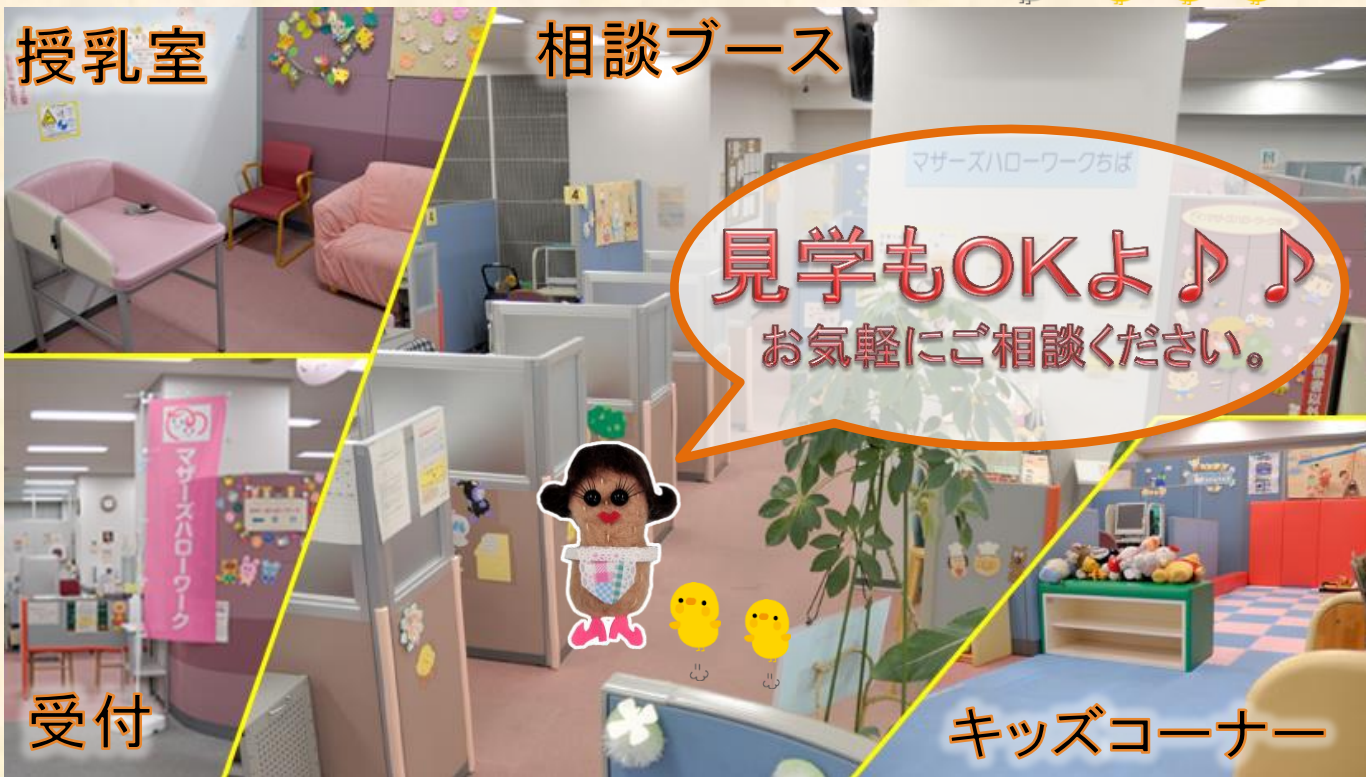 授乳室
相談ブース
マザーズハローワークちば
見学もOKよ♪♪
お気軽にご相談ください。
4
マザーズハローワーク
受付
キッズコーナー